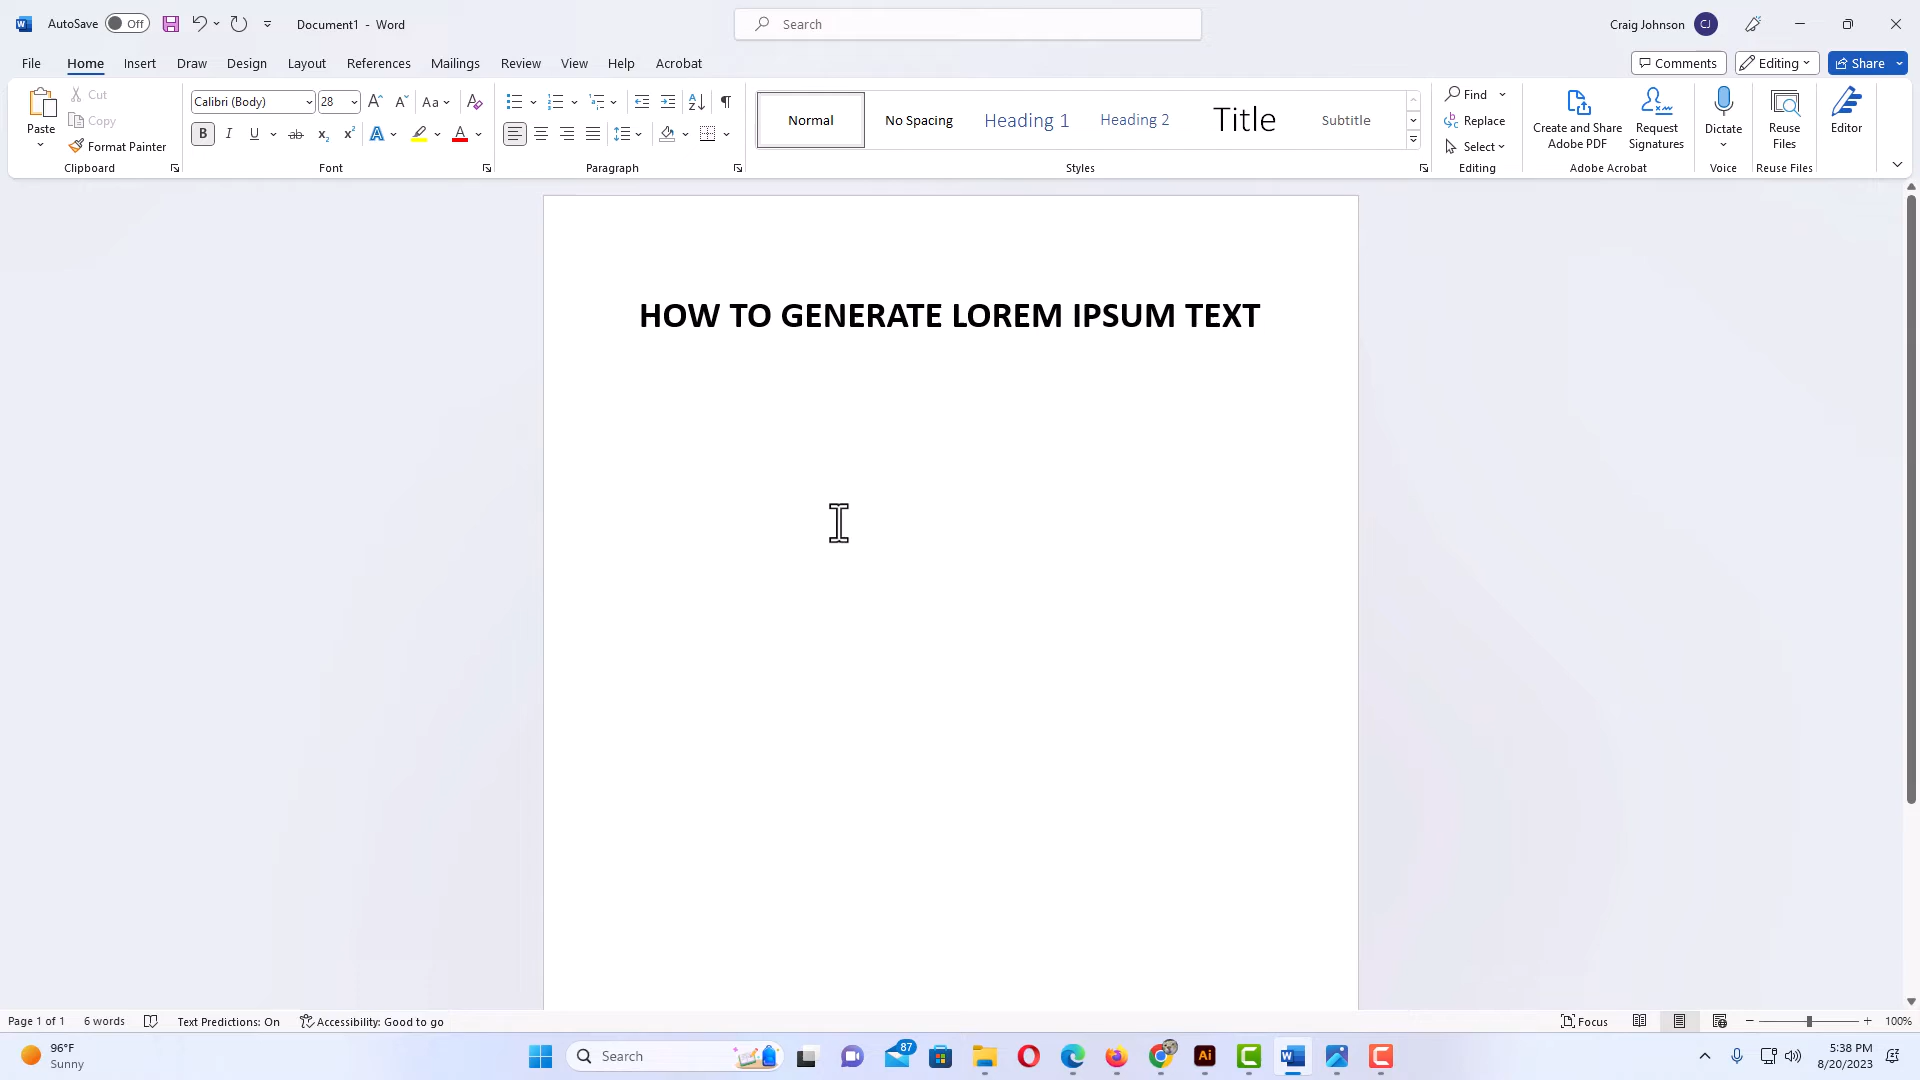 AutoSave Off Document1 - Word Search Craig Johnson CJ
File Home Insert Draw Design Layout References Mailings Review View Help Acrobat Comments Editing Share
Paste Cut Copy Format Painter
Clipboard
Calibri (Body) 28 Aa
B I U ab x₂ x² A A
Font
Paragraph
Normal No Spacing Heading 1 Heading 2 Title Subtitle
Styles
Find
Replace
Select
Editing
Create and Share Adobe PDF
Request Signatures
Adobe Acrobat
Dictate
Voice
Reuse Files
Reuse Files
Editor
HOW TO GENERATE LOREM IPSUM TEXT
Page 1 of 1 6 words Text Predictions: On Accessibility: Good to go Focus 100%
96°F
Sunny
Search
87
Ai
5:38 PM
8/20/2023